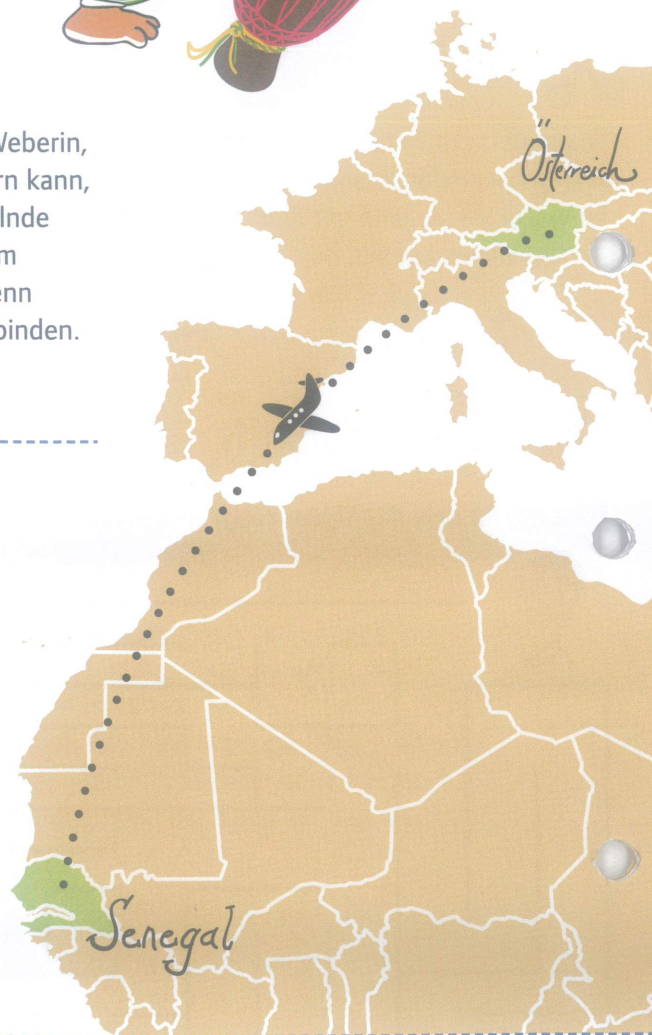 Weberin,
rn kann,
lnde
m
enn
binden.
Österreich
Senegal